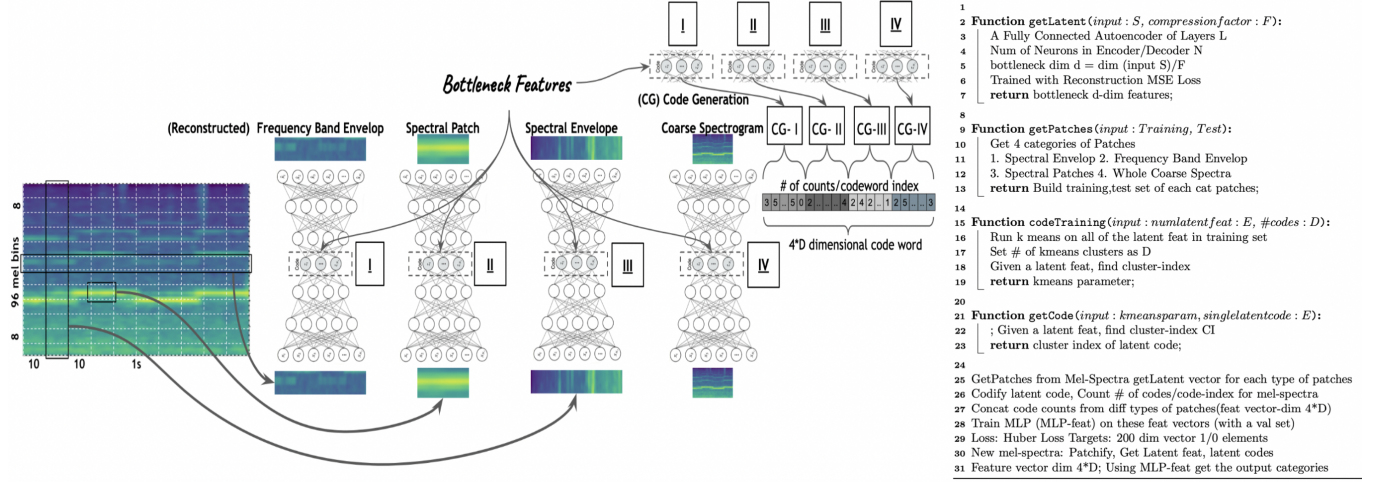 I II III IV
Bottleneck Features
(CG) Code Generation
(Reconstructed) Frequency Band Envelop Spectral Patch Spectral Envelope Coarse Spectrogram
CG- I CG- II CG-III CG-IV
# of counts/codeword index
3 5 .. 5 0 2 .... 4 2 4 2 .. 1 2 5 .... 3
4*D dimensional code word
I II III IV
8
96 mel bins
8
10 10 1s
1
2 Function getLatent(input : S, compressionfactor : F):
3 A Fully Connected Autoencoder of Layers L
4 Num of Neurons in Encoder/Decoder N
5 bottleneck dim d = dim (input S)/F
6 Trained with Reconstruction MSE Loss
7 return bottleneck d-dim features;
8
9 Function getPatches(input : Training, Test):
10 Get 4 categories of Patches
11 1. Spectral Envelop 2. Frequency Band Envelop
12 3. Spectral Patches 4. Whole Coarse Spectra
13 return Build training,test set of each cat patches;
14
15 Function codeTraining(input : numlatentfeat : E, #codes : D):
16 Run k means on all of the latent feat in training set
17 Set # of kmeans clusters as D
18 Given a latent feat, find cluster-index
19 return kmeans parameter;
20
21 Function getCode(input : kmeansparam, singlelatentcode : E):
22 ; Given a latent feat, find cluster-index CI
23 return cluster index of latent code;
24
25 GetPatches from Mel-Spectra getLatent vector for each type of patches
26 Codify latent code, Count # of codes/code-index for mel-spectra
27 Concat code counts from diff types of patches(feat vector-dim 4*D)
28 Train MLP (MLP-feat) on these feat vectors (with a val set)
29 Loss: Huber Loss Targets: 200 dim vector 1/0 elements
30 New mel-spectra: Patchify, Get Latent feat, latent codes
31 Feature vector dim 4*D; Using MLP-feat get the output categories